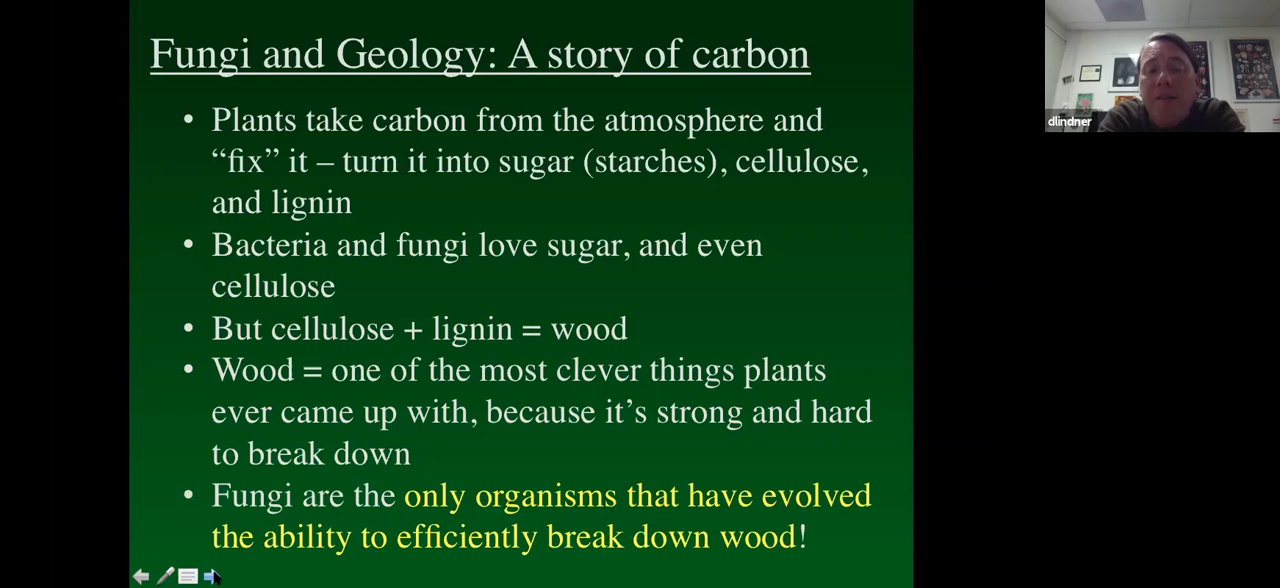 Fungi and Geology: A story of carbon
• Plants take carbon from the atmosphere and
“fix” it – turn it into sugar (starches), cellulose,
and lignin
• Bacteria and fungi love sugar, and even
cellulose
• But cellulose + lignin = wood
• Wood = one of the most clever things plants
ever came up with, because it’s strong and hard
to break down
• Fungi are the only organisms that have evolved
the ability to efficiently break down wood!
dlindner